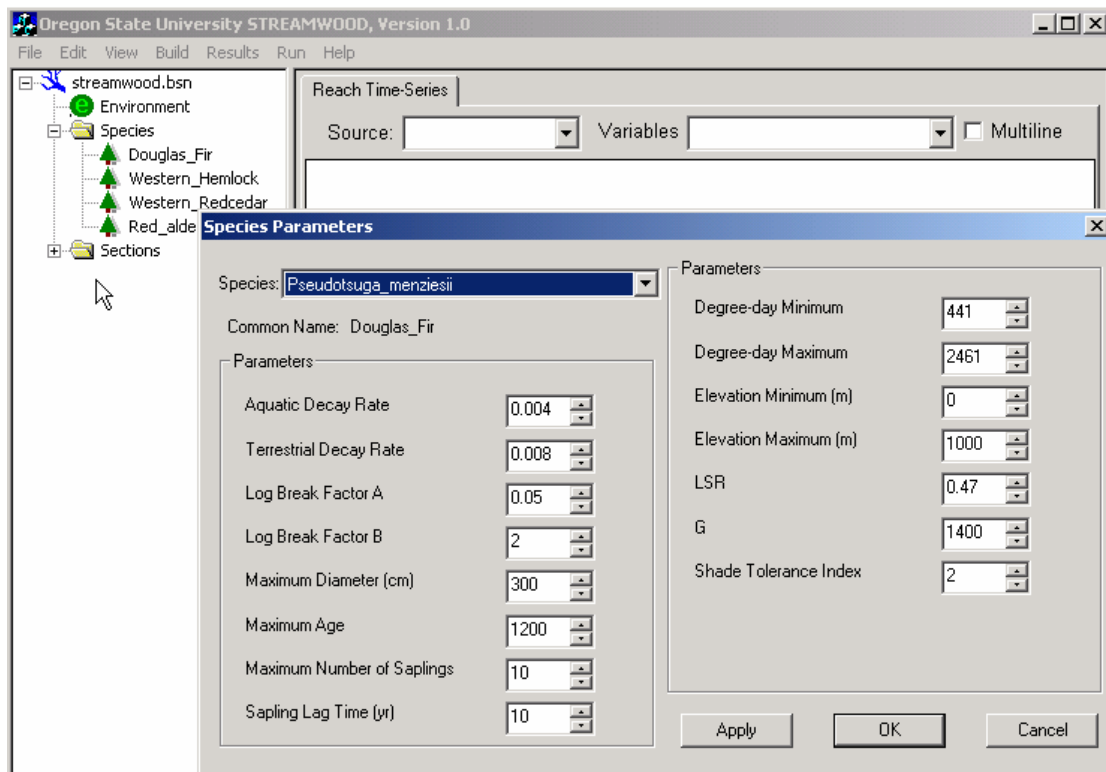 Oregon State University STREAMWOOD, Version 1.0
File Edit View Build Results Run Help
streamwood.bsn
Environment
Species
Douglas_Fir
Western_Hemlock
Western_Redcedar
Red_alde
Sections
Reach Time-Series
Source: Variables Multiline
Species Parameters
Species: Pseudotsuga_menziesii
Common Name: Douglas_Fir
Parameters
Aquatic Decay Rate 0.004
Terrestrial Decay Rate 0.008
Log Break Factor A 0.05
Log Break Factor B 2
Maximum Diameter (cm) 300
Maximum Age 1200
Maximum Number of Saplings 10
Sapling Lag Time (yr) 10
Parameters
Degree-day Minimum 441
Degree-day Maximum 2461
Elevation Minimum (m) 0
Elevation Maximum (m) 1000
LSR 0.47
G 1400
Shade Tolerance Index 2
Apply OK Cancel